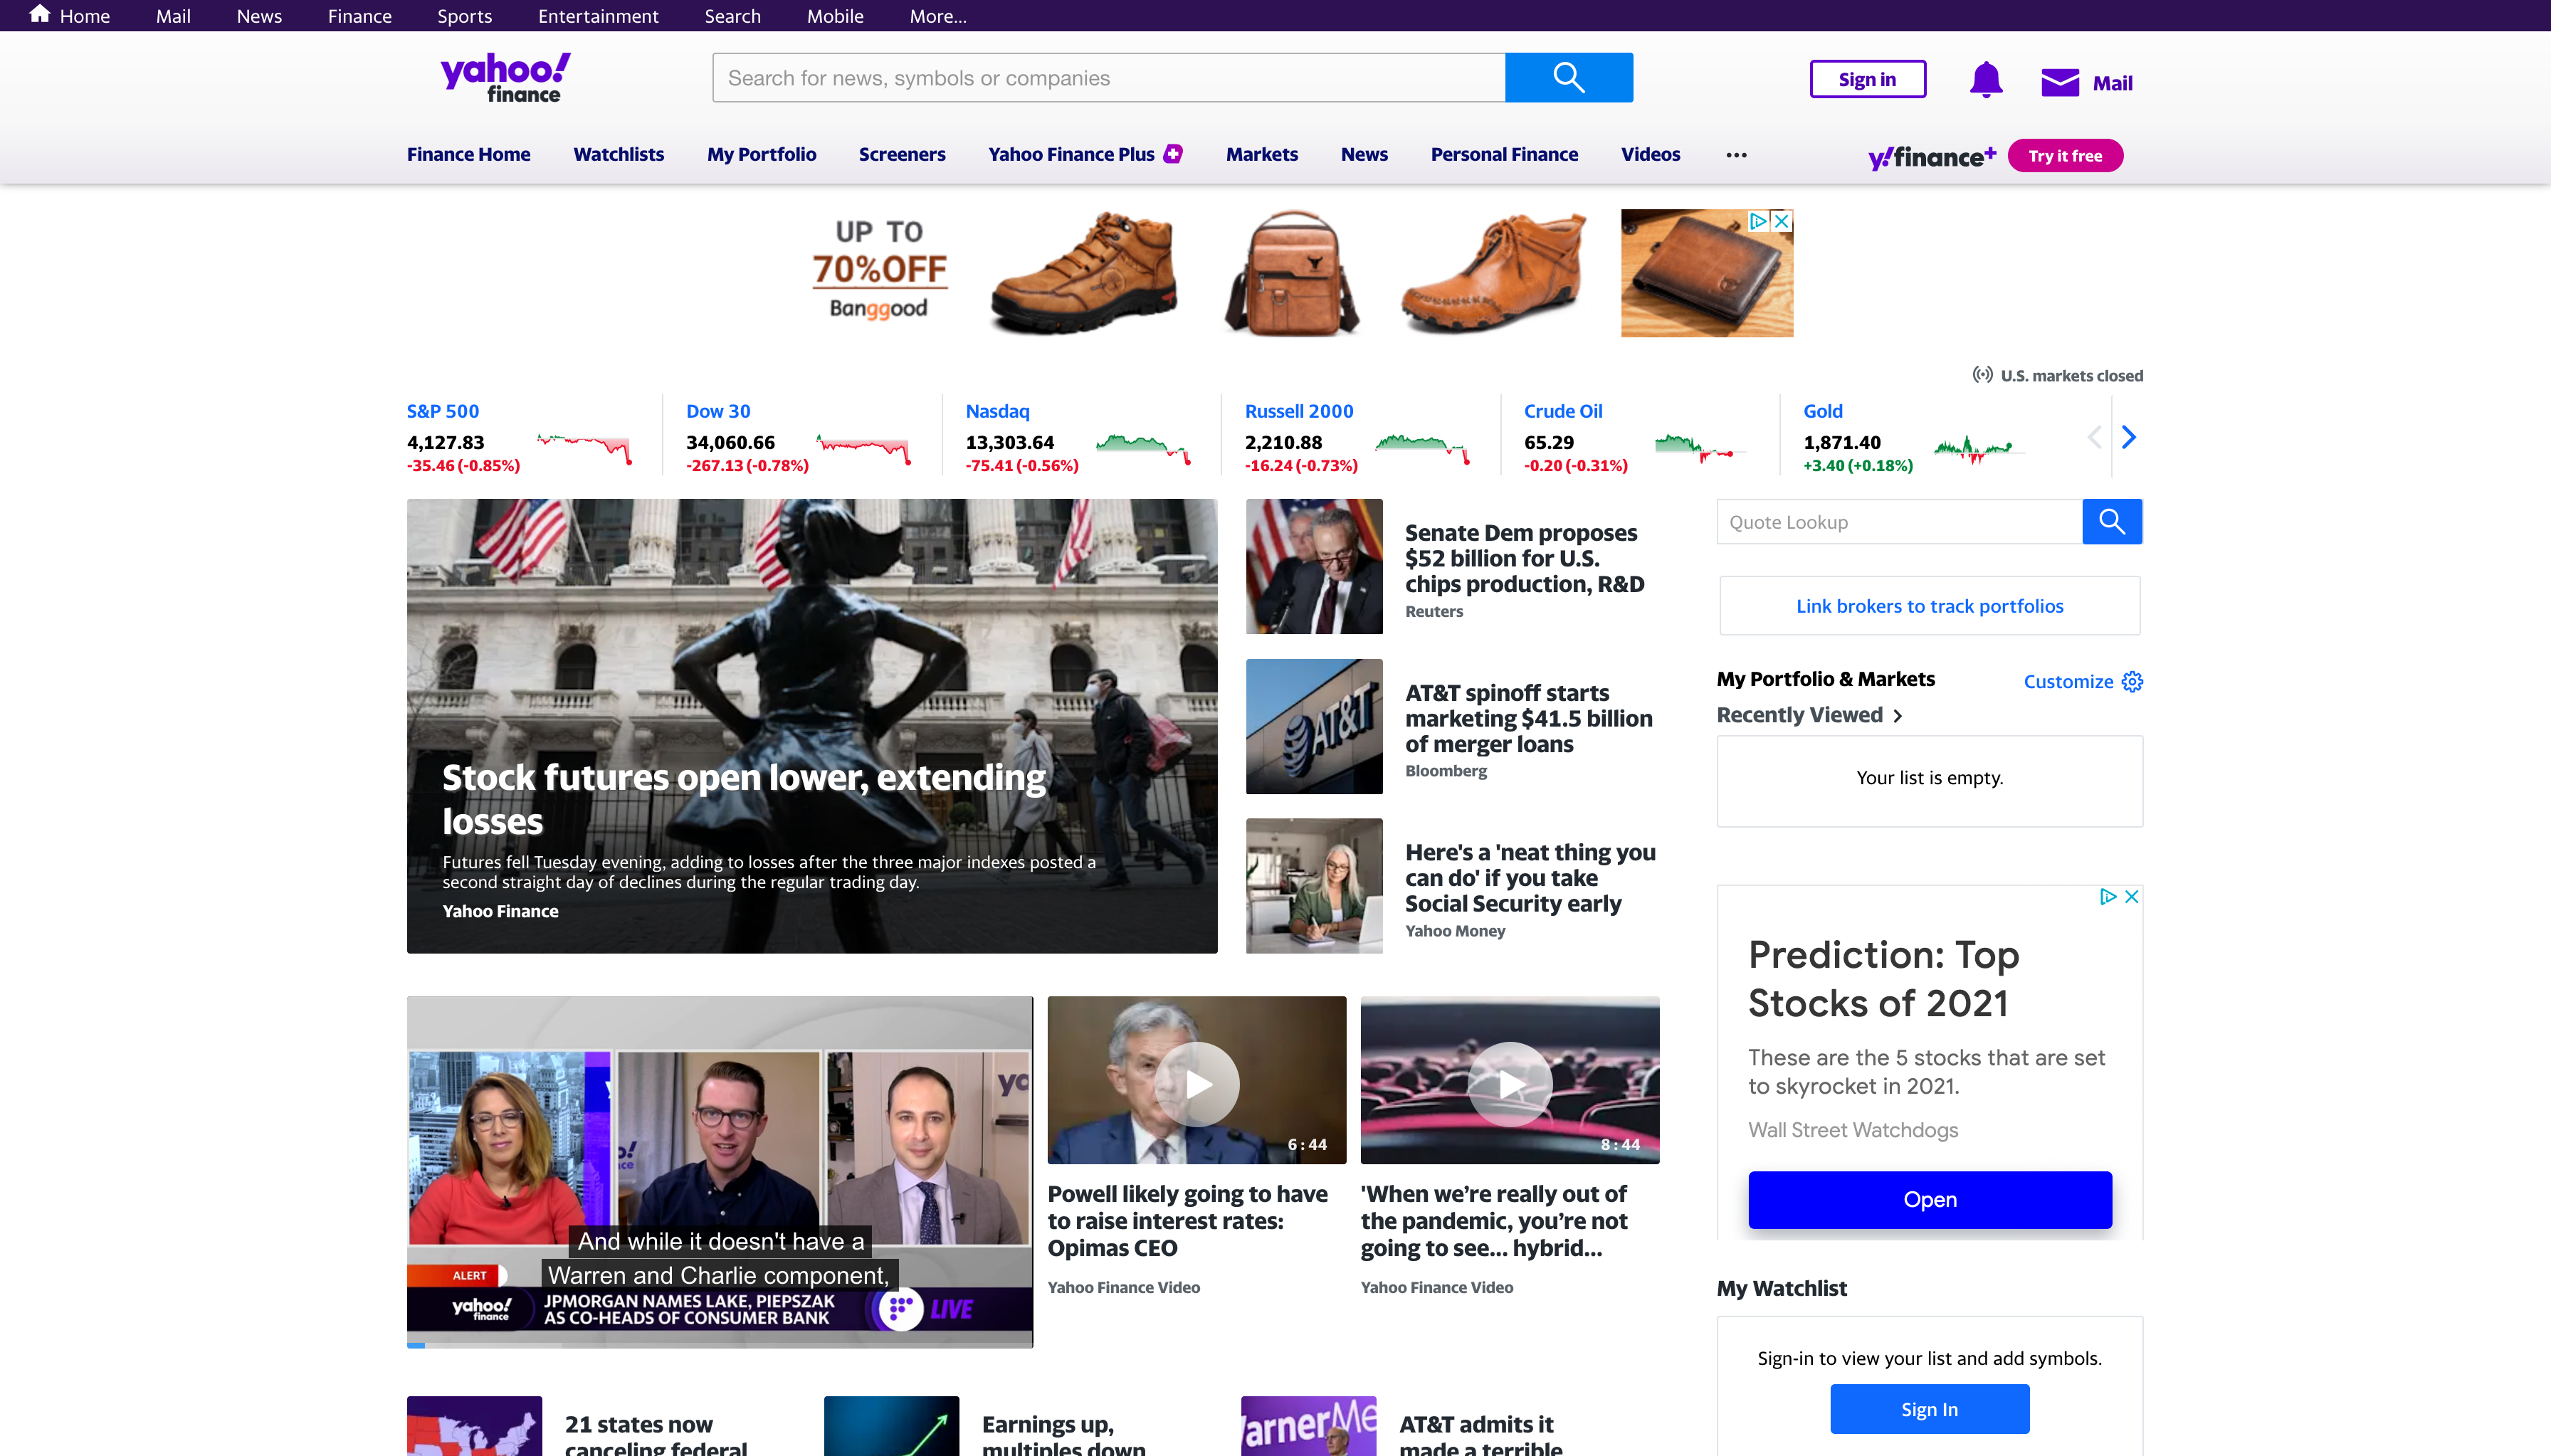 Home Mail News Finance Sports Entertainment Search Mobile More...
yahoo!
finance
Search for news, symbols or companies
Sign in
Mail
Finance Home Watchlists My Portfolio Screeners Yahoo Finance Plus Markets News Personal Finance Videos ...
y!finance+
Try it free
UP TO
70%OFF
Banggood
U.S. markets closed
S&P 500
4,127.83
-35.46 (-0.85%)
Dow 30
34,060.66
-267.13 (-0.78%)
Nasdaq
13,303.64
-75.41 (-0.56%)
Russell 2000
2,210.88
-16.24 (-0.73%)
Crude Oil
65.29
-0.20 (-0.31%)
Gold
1,871.40
+3.40 (+0.18%)
Stock futures open lower, extending
losses
Futures fell Tuesday evening, adding to losses after the three major indexes posted a
second straight day of declines during the regular trading day.
Yahoo Finance
Senate Dem proposes
$52 billion for U.S.
chips production, R&D
Reuters
AT&T
AT&T spinoff starts
marketing $41.5 billion
of merger loans
Bloomberg
Here's a 'neat thing you
can do' if you take
Social Security early
Yahoo Money
Quote Lookup
Link brokers to track portfolios
My Portfolio & Markets
Customize
Recently Viewed
Your list is empty.
Prediction: Top
Stocks of 2021
These are the 5 stocks that are set
to skyrocket in 2021.
Wall Street Watchdogs
Open
And while it doesn't have a
Warren and Charlie component,
ALERT
yahoo!
finance
JPMORGAN NAMES LAKE, PIEPSZAK
AS CO-HEADS OF CONSUMER BANK
LIVE
6:44
Powell likely going to have
to raise interest rates:
Opimas CEO
Yahoo Finance Video
8:44
'When we’re really out of
the pandemic, you’re not
going to see... hybrid...
Yahoo Finance Video
My Watchlist
Sign-in to view your list and add symbols.
Sign In
21 states now
canceling federal
Earnings up,
multiples down
arnerMe
AT&T admits it
made a terrible